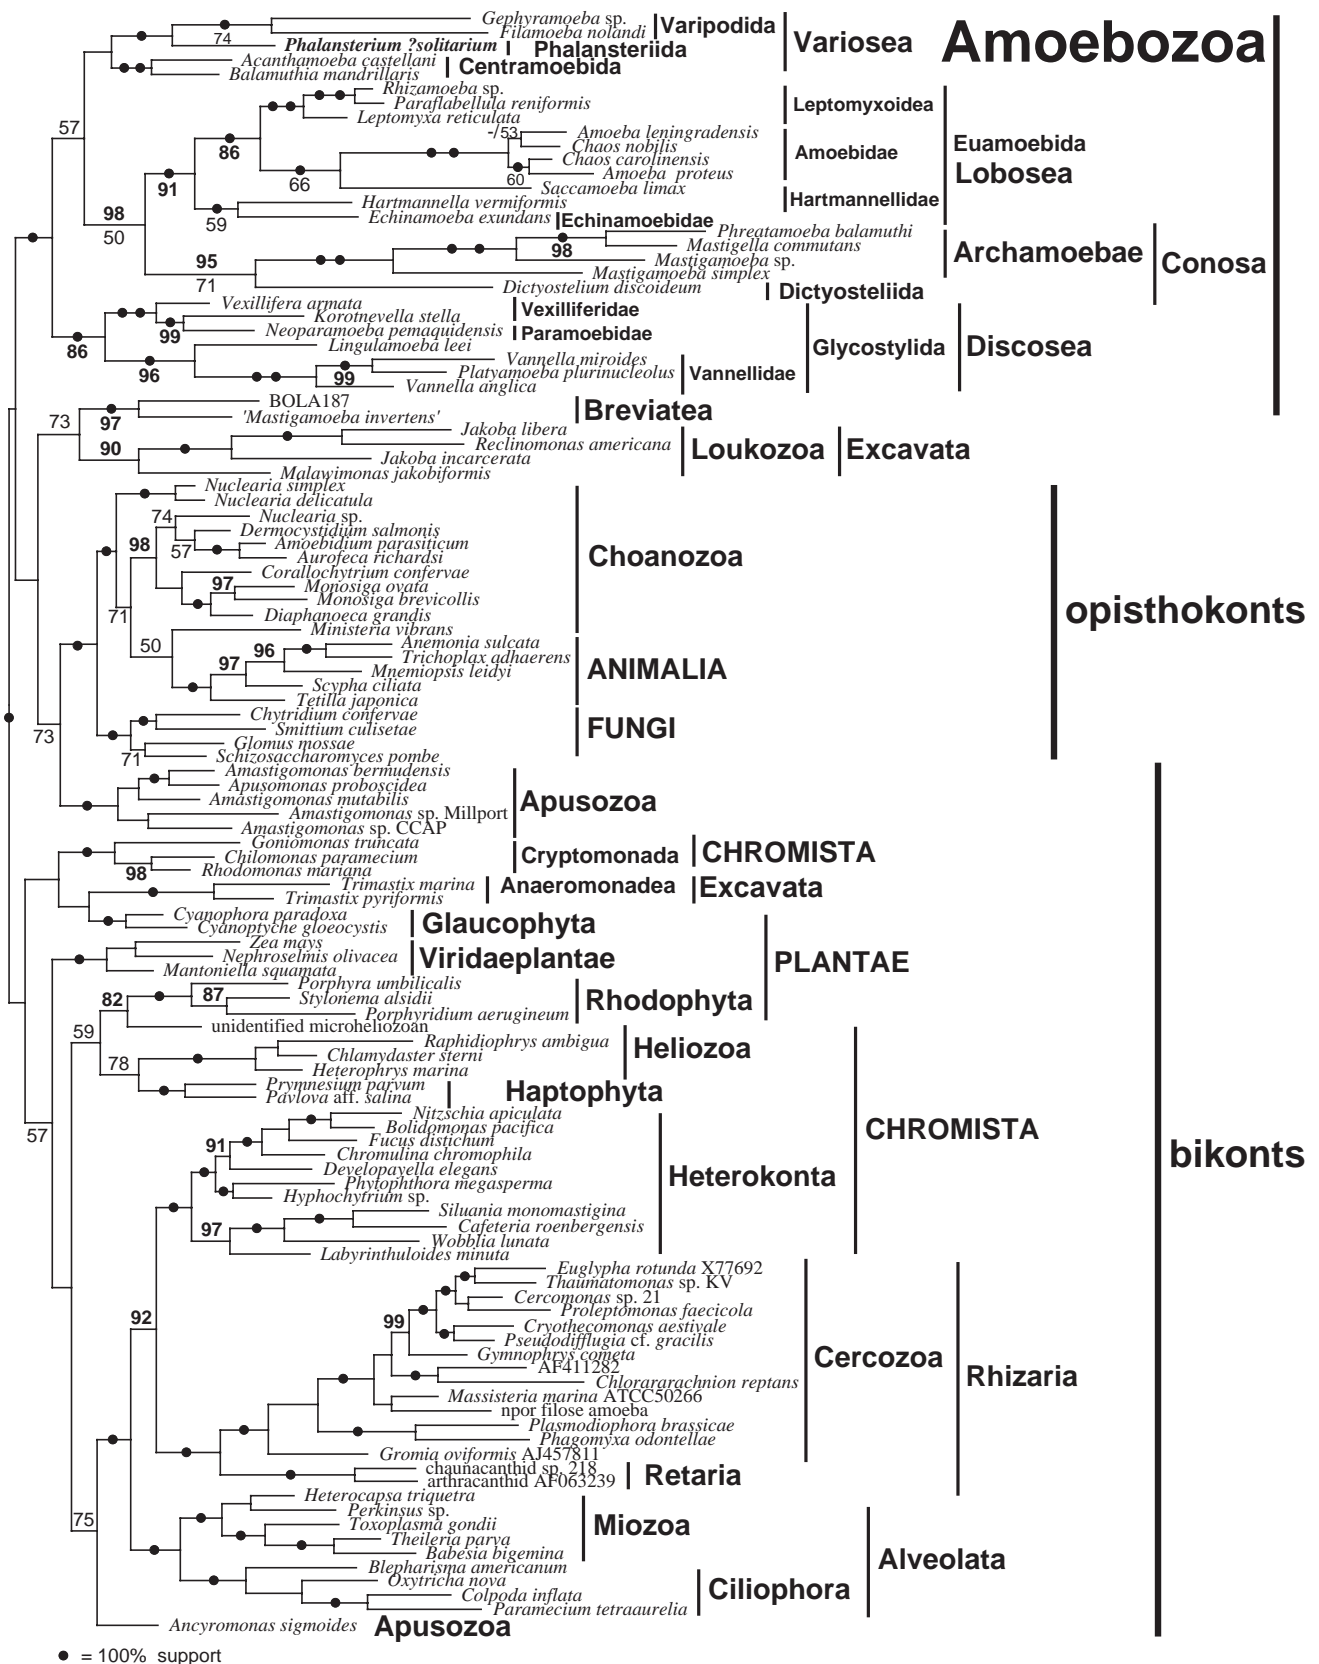 Gephyramoeba sp.
Filamoeba nolandi
Varipodida
Variosea
Amoebozoa
74
Phalansterium ?solitarium
Phalansteriida
Acanthamoeba castellani
Centramoebida
Balamuthia mandrillaris
Rhizamoeba sp.
Paraflabellula reniformis
Leptomyxoidea
Leptomyxa reticulata
57
-/53
Amoeba leningradensis
86
Chaos nobilis
Amoebidae
Euamoebida
Chaos carolinensis
91
66
60
Amoeba proteus
Lobosea
Saccamoeba limax
Hartmannella vermiformis
Hartmannellidae
98
59
Echinamoeba exundans
Echinamoebidae
50
Phreatamoeba balamuthi
98
Mastigella commutans
Archamoebae
95
Mastigamoeba sp.
Conosa
71
Mastigamoeba simplex
Dictyostelium discoideum
Dictyosteliida
Vexillifera armata
Vexilliferidae
Korotnevella stella
99
Neoparamoeba pemaquidensis
Paramoebidae
86
Lingulamoeba leei
Glycostylida
Discosea
96
Vannella miroides
99
Platyamoeba plurinucleolus
Vannellidae
Vannella anglica
BOLA187
Breviatea
73
97
'Mastigamoeba invertens'
90
Jakoba libera
Reclinomonas americana
Loukozoa
Excavata
Jakoba incarcerata
Malawimonas jakobiformis
Nuclearia simplex
Nuclearia delicatula
74
Nuclearia sp.
98
57
Dermocystidium salmonis
Amoebidium parasiticum
Aurofeca richardsi
Choanozoa
Corallochytrium confervae
97
Monosiga ovata
Monosiga brevicollis
71
Diaphanoeca grandis
opisthokonts
50
Ministeria vibrans
96
Anemonia sulcata
97
Trichoplax adhaerens
Mnemiopsis leidyi
ANIMALIA
Scypha ciliata
Tetilla japonica
Chytridium confervae
Smittium culisetae
FUNGI
73
71
Glomus mossae
Schizosaccharomyces pombe
Amastigomonas bermudensis
Apusomonas proboscidea
Amastigomonas mutabilis
Apusozoa
Amastigomonas sp. Millport
Amastigomonas sp. CCAP
Goniomonas truncata
Chilomonas paramecium
Cryptomonada
CHROMISTA
98
Rhodomonas mariana
Trimastix marina
Anaeromonadea
Excavata
Trimastix pyriformis
Cyanophora paradoxa
Glaucophyta
Cyanoptyche gloeocystis
Zea mays
Nephroselmis olivacea
Viridaeplantae
PLANTAE
Mantoniella squamata
Porphyra umbilicalis
82
87
Stylonema alsidii
Rhodophyta
Porphyridium aerugineum
59
unidentified microheliozoan
Raphidiophrys ambigua
78
Chlamydaster sterni
Heliozoa
Heterophrys marina
Prymnesium parvum
Haptophyta
Pavlova aff. salina
57
Nitzschia apiculata
Bolidomonas pacifica
CHROMISTA
91
Fucus distichum
Chromulina chromophila
bikonts
Developayella elegans
Heterokonta
Phytophthora megasperma
Hyphochytrium sp.
Siluania monomastigina
97
Cafeteria roenbergensis
Wobblia lunata
Labyrinthuloides minuta
Euglypha rotunda X77692
Thaumatomonas sp. KV
92
Cercomonas sp. 21
99
Proleptomonas faecicola
Cryothecomonas aestivale
Pseudodifflugia cf. gracilis
Gymnophrys cometa
Cercozoa
AF411282
Chlorararachnion reptans
Rhizaria
Massisteria marina ATCC50266
npor filose amoeba
Plasmodiophora brassicae
Phagomyxa odontellae
Gromia oviformis AJ457811
chaunacanthid sp. 218
Retaria
arthracanthid AF063239
Heterocapsa triquetra
75
Perkinsus sp.
Toxoplasma gondii
Miozoa
Theileria parva
Babesia bigemina
Alveolata
Blepharisma americanum
Oxytricha nova
Ciliophora
Colpoda inflata
Paramecium tetraaurelia
Ancyromonas sigmoides
Apusozoa
= 100% support